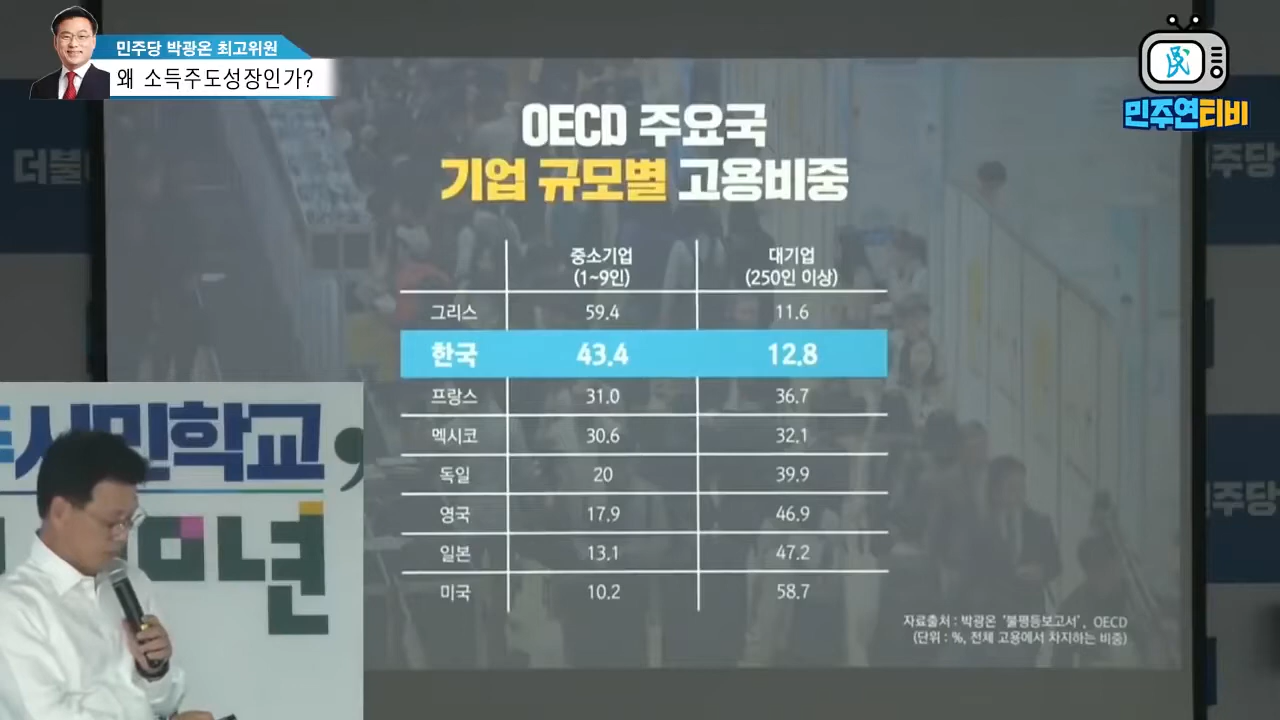 민주당 박광온 최고위원
왜 소득주도성장인가?
民
민주연티비
OECD 주요국
기업 규모별 고용비중
중소기업
(1~9인)
대기업
(250인 이상)
그리스 59.4 11.6
한국 43.4 12.8
프랑스 31.0 36.7
멕시코 30.6 32.1
독일 20 39.9
영국 17.9 46.9
일본 13.1 47.2
미국 10.2 58.7
자료출처 : 박광온 '불평등보고서', OECD
(단위 : %, 전체 고용에서 차지하는 비중)
더불
주당
주당
시민학교
년